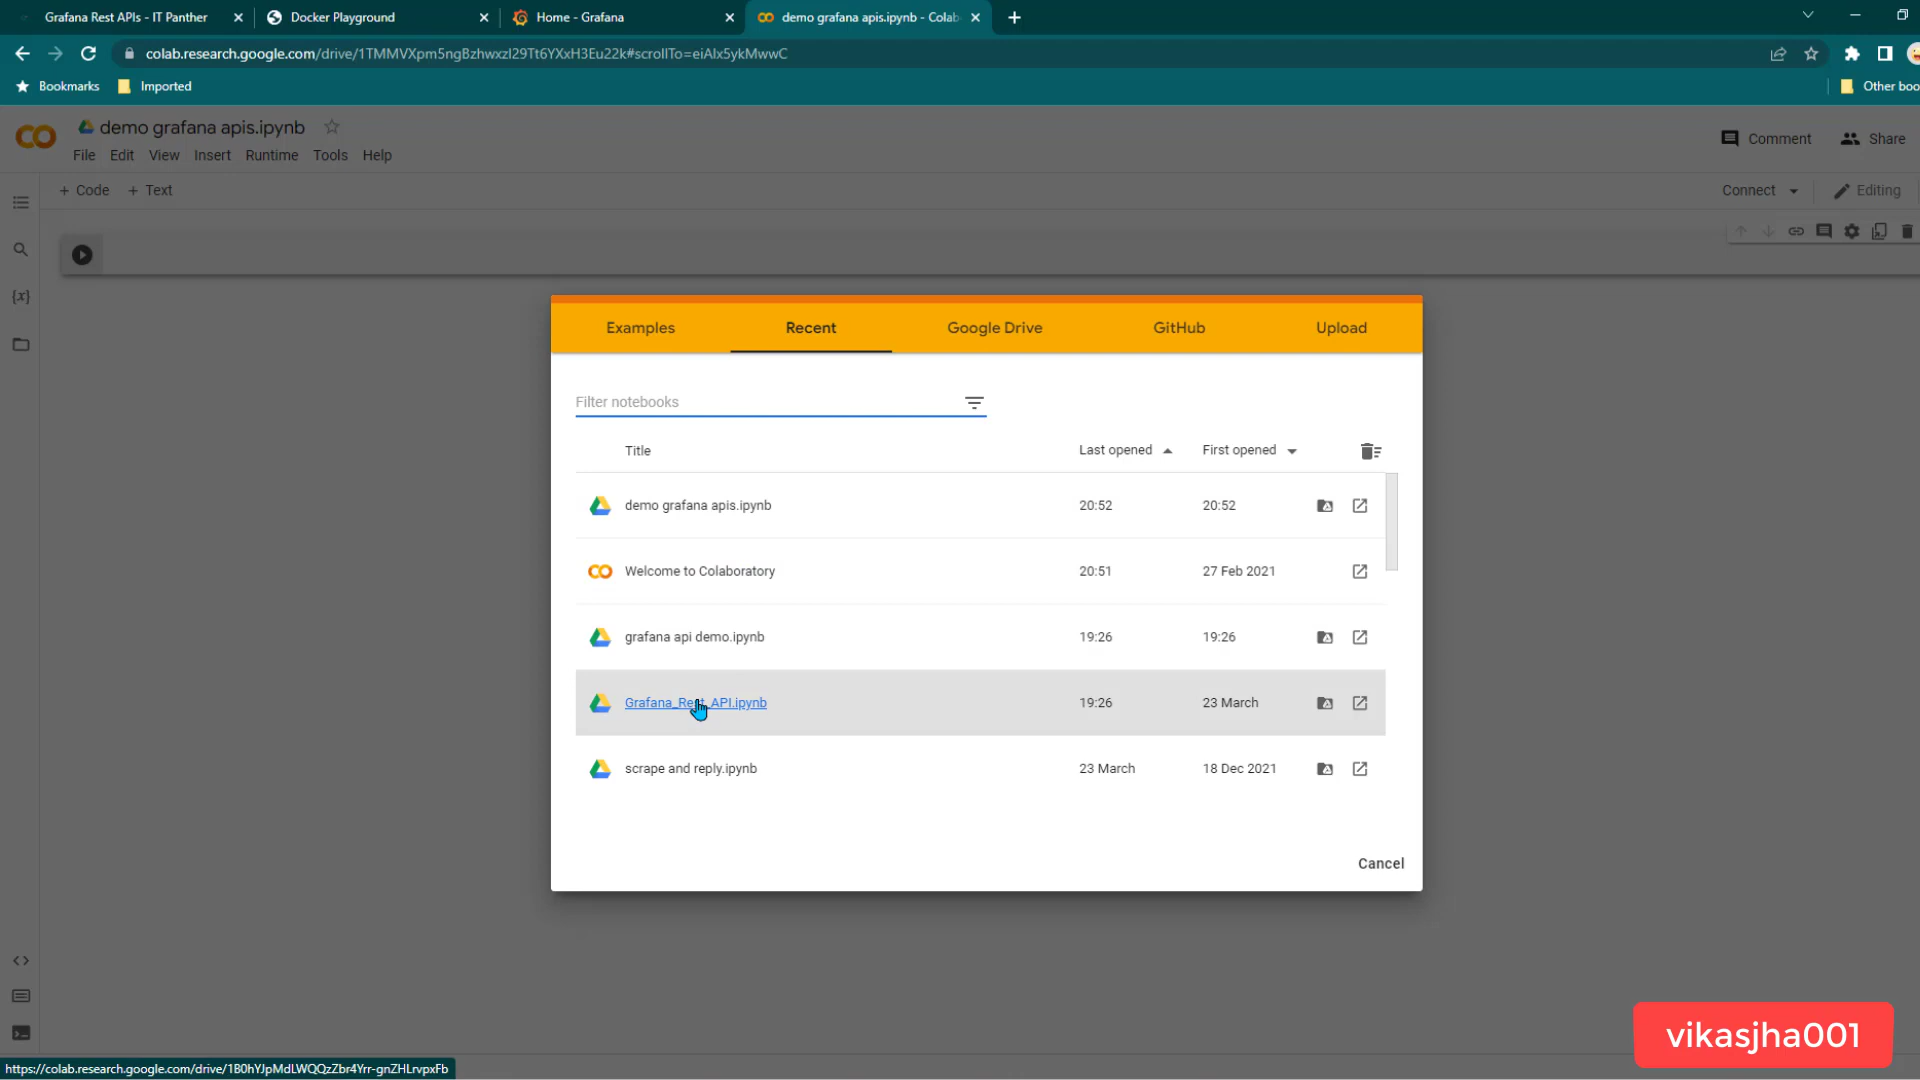 Grafana Rest APIs - IT Panther
Docker Playground
Home - Grafana
demo grafana apis.ipynb - Colab
colab.research.google.com/drive/1TMMVXpm5ngBzhwxzI29Tt6YXxH3Eu22k#scrollTo=eiAlx5ykMwwC
Bookmarks
Imported
Other boo
demo grafana apis.ipynb
File Edit View Insert Runtime Tools Help
Comment
Share
+ Code + Text
Connect
Editing
Examples
Recent
Google Drive
GitHub
Upload
Filter notebooks
Title Last opened First opened
demo grafana apis.ipynb 20:52 20:52
Welcome to Colaboratory 20:51 27 Feb 2021
grafana api demo.ipynb 19:26 19:26
Grafana_Rest_API.ipynb 19:26 23 March
scrape and reply.ipynb 23 March 18 Dec 2021
Cancel
vikasjha001
https://colab.research.google.com/drive/1B0hYJpMdLWQQzZbr4Yrr-gnZHLrvpxFb